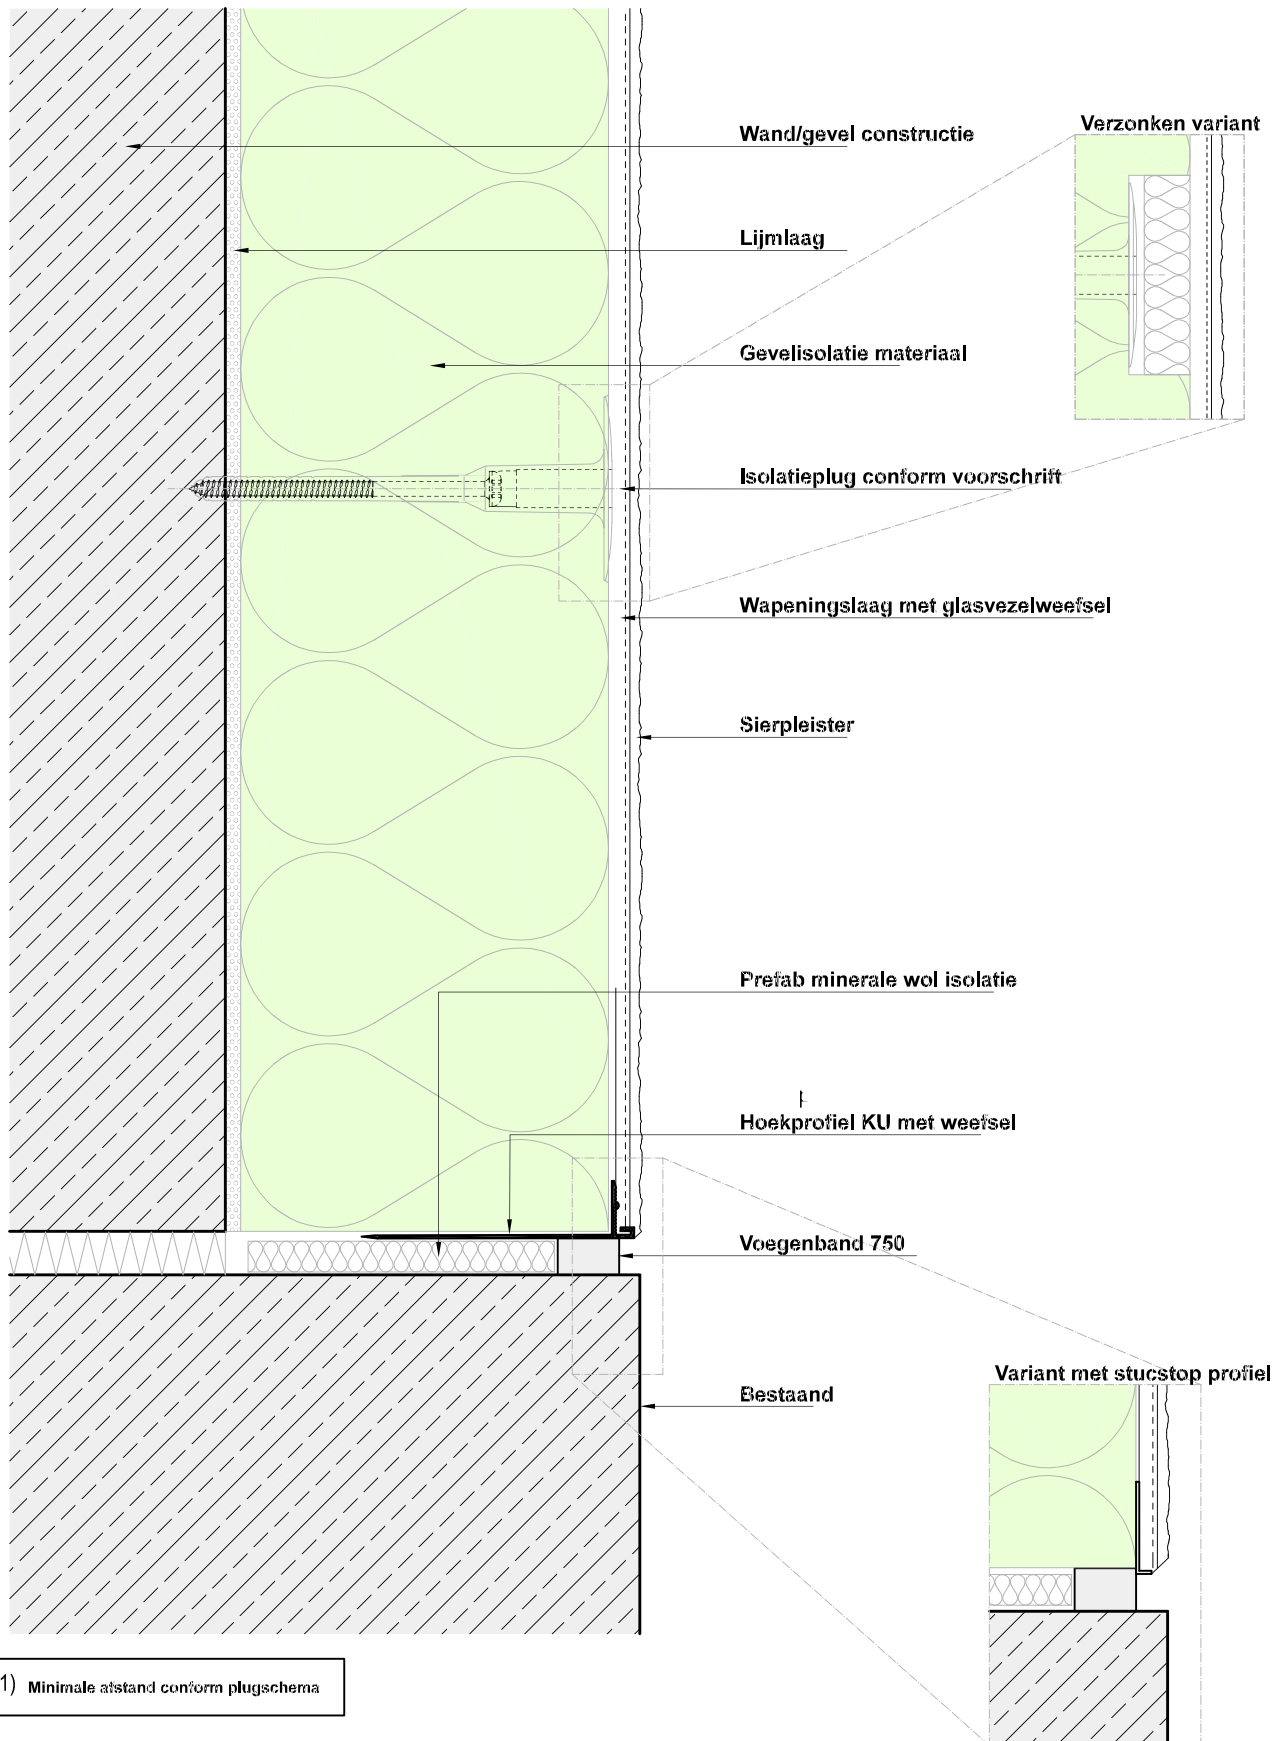 Verzonken variant
Wand/gevel constructie
Lijmlaag
Gevelisolatie materiaal
Isolatieplug conform voorschrift
Wapeningslaag met glasvezelweefsel
Sierpleister
Prefab minerale wol isolatie
Hoekprofiel KU met weefsel
Voegenband 750
Variant met stucstop profiel
Bestaand
1) Minimale afstand conform plugschema